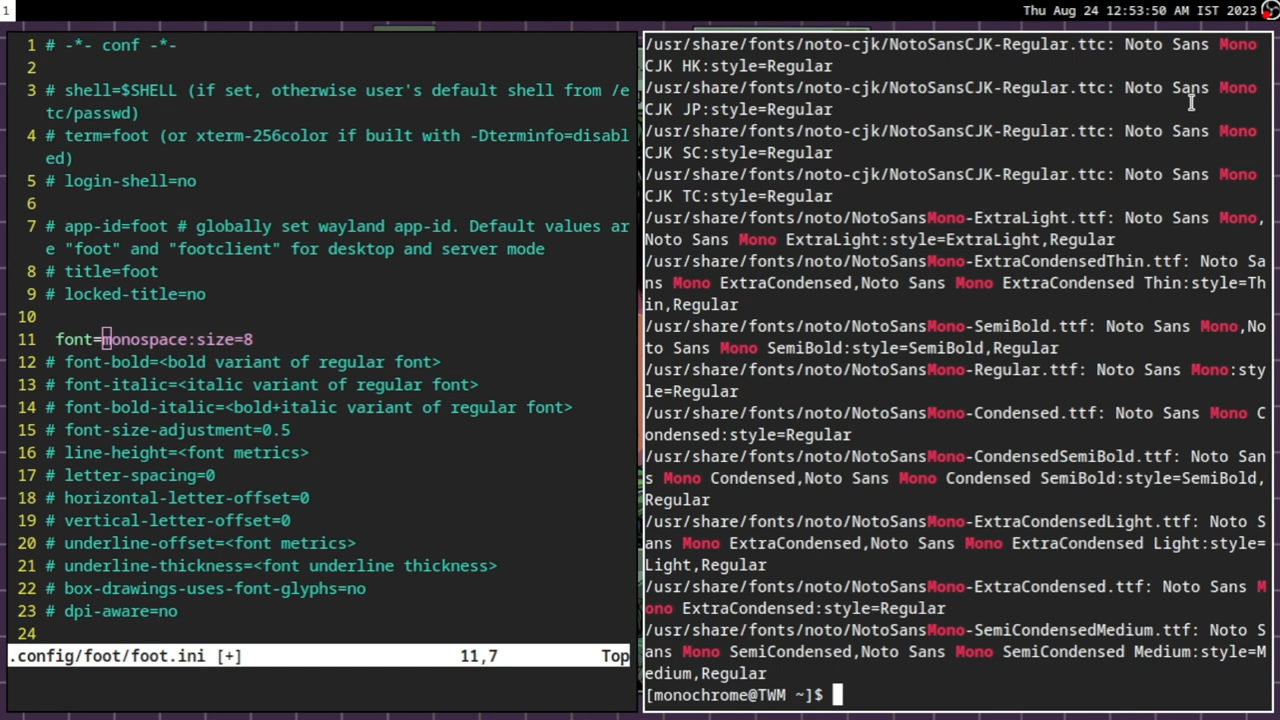 1
Thu Aug 24 12:53:50 AM IST 2023
1 # -*- conf -*-
2
3 # shell=$SHELL (if set, otherwise user's default shell from /e
tc/passwd)
4 # term=foot (or xterm-256color if built with -Dterminfo=disabl
ed)
5 # login-shell=no
6
7 # app-id=foot # globally set wayland app-id. Default values ar
e "foot" and "footclient" for desktop and server mode
8 # title=foot
9 # locked-title=no
10
11  font=monospace:size=8
12 # font-bold=<bold variant of regular font>
13 # font-italic=<italic variant of regular font>
14 # font-bold-italic=<bold+italic variant of regular font>
15 # font-size-adjustment=0.5
16 # line-height=<font metrics>
17 # letter-spacing=0
18 # horizontal-letter-offset=0
19 # vertical-letter-offset=0
20 # underline-offset=<font metrics>
21 # underline-thickness=<font underline thickness>
22 # box-drawings-uses-font-glyphs=no
23 # dpi-aware=no
24
.config/foot/foot.ini [+] 11,7 Top
/usr/share/fonts/noto-cjk/NotoSansCJK-Regular.ttc: Noto Sans Mono
CJK HK:style=Regular
/usr/share/fonts/noto-cjk/NotoSansCJK-Regular.ttc: Noto Sans Mono
CJK JP:style=Regular
/usr/share/fonts/noto-cjk/NotoSansCJK-Regular.ttc: Noto Sans Mono
CJK SC:style=Regular
/usr/share/fonts/noto-cjk/NotoSansCJK-Regular.ttc: Noto Sans Mono
CJK TC:style=Regular
/usr/share/fonts/noto/NotoSansMono-ExtraLight.ttf: Noto Sans Mono,
Noto Sans Mono ExtraLight:style=ExtraLight,Regular
/usr/share/fonts/noto/NotoSansMono-ExtraCondensedThin.ttf: Noto Sa
ns Mono ExtraCondensed,Noto Sans Mono ExtraCondensed Thin:style=Th
in,Regular
/usr/share/fonts/noto/NotoSansMono-SemiBold.ttf: Noto Sans Mono,No
to Sans Mono SemiBold:style=SemiBold,Regular
/usr/share/fonts/noto/NotoSansMono-Regular.ttf: Noto Sans Mono:sty
le=Regular
/usr/share/fonts/noto/NotoSansMono-Condensed.ttf: Noto Sans Mono C
ondensed:style=Regular
/usr/share/fonts/noto/NotoSansMono-CondensedSemiBold.ttf: Noto San
s Mono Condensed,Noto Sans Mono Condensed SemiBold:style=SemiBold,
Regular
/usr/share/fonts/noto/NotoSansMono-ExtraCondensedLight.ttf: Noto S
ans Mono ExtraCondensed,Noto Sans Mono ExtraCondensed Light:style=
Light,Regular
/usr/share/fonts/noto/NotoSansMono-ExtraCondensed.ttf: Noto Sans M
ono ExtraCondensed:style=Regular
/usr/share/fonts/noto/NotoSansMono-SemiCondensedMedium.ttf: Noto S
ans Mono SemiCondensed,Noto Sans Mono SemiCondensed Medium:style=M
edium,Regular
[monochrome@TWM ~]$